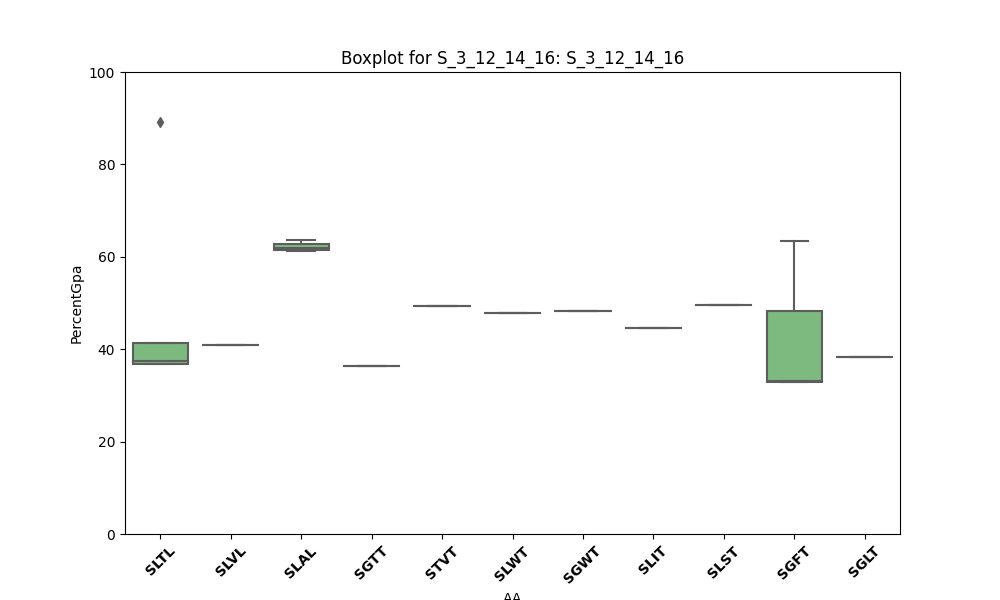 Boxplot for S_3_12_14_16: S_3_12_14_16
100
80
60
40
20
0
PercentGpa
SLTL
SLVL
SLAL
SGTT
STVT
SLWT
SGWT
SLIT
SLST
SGFT
SGLT
AA